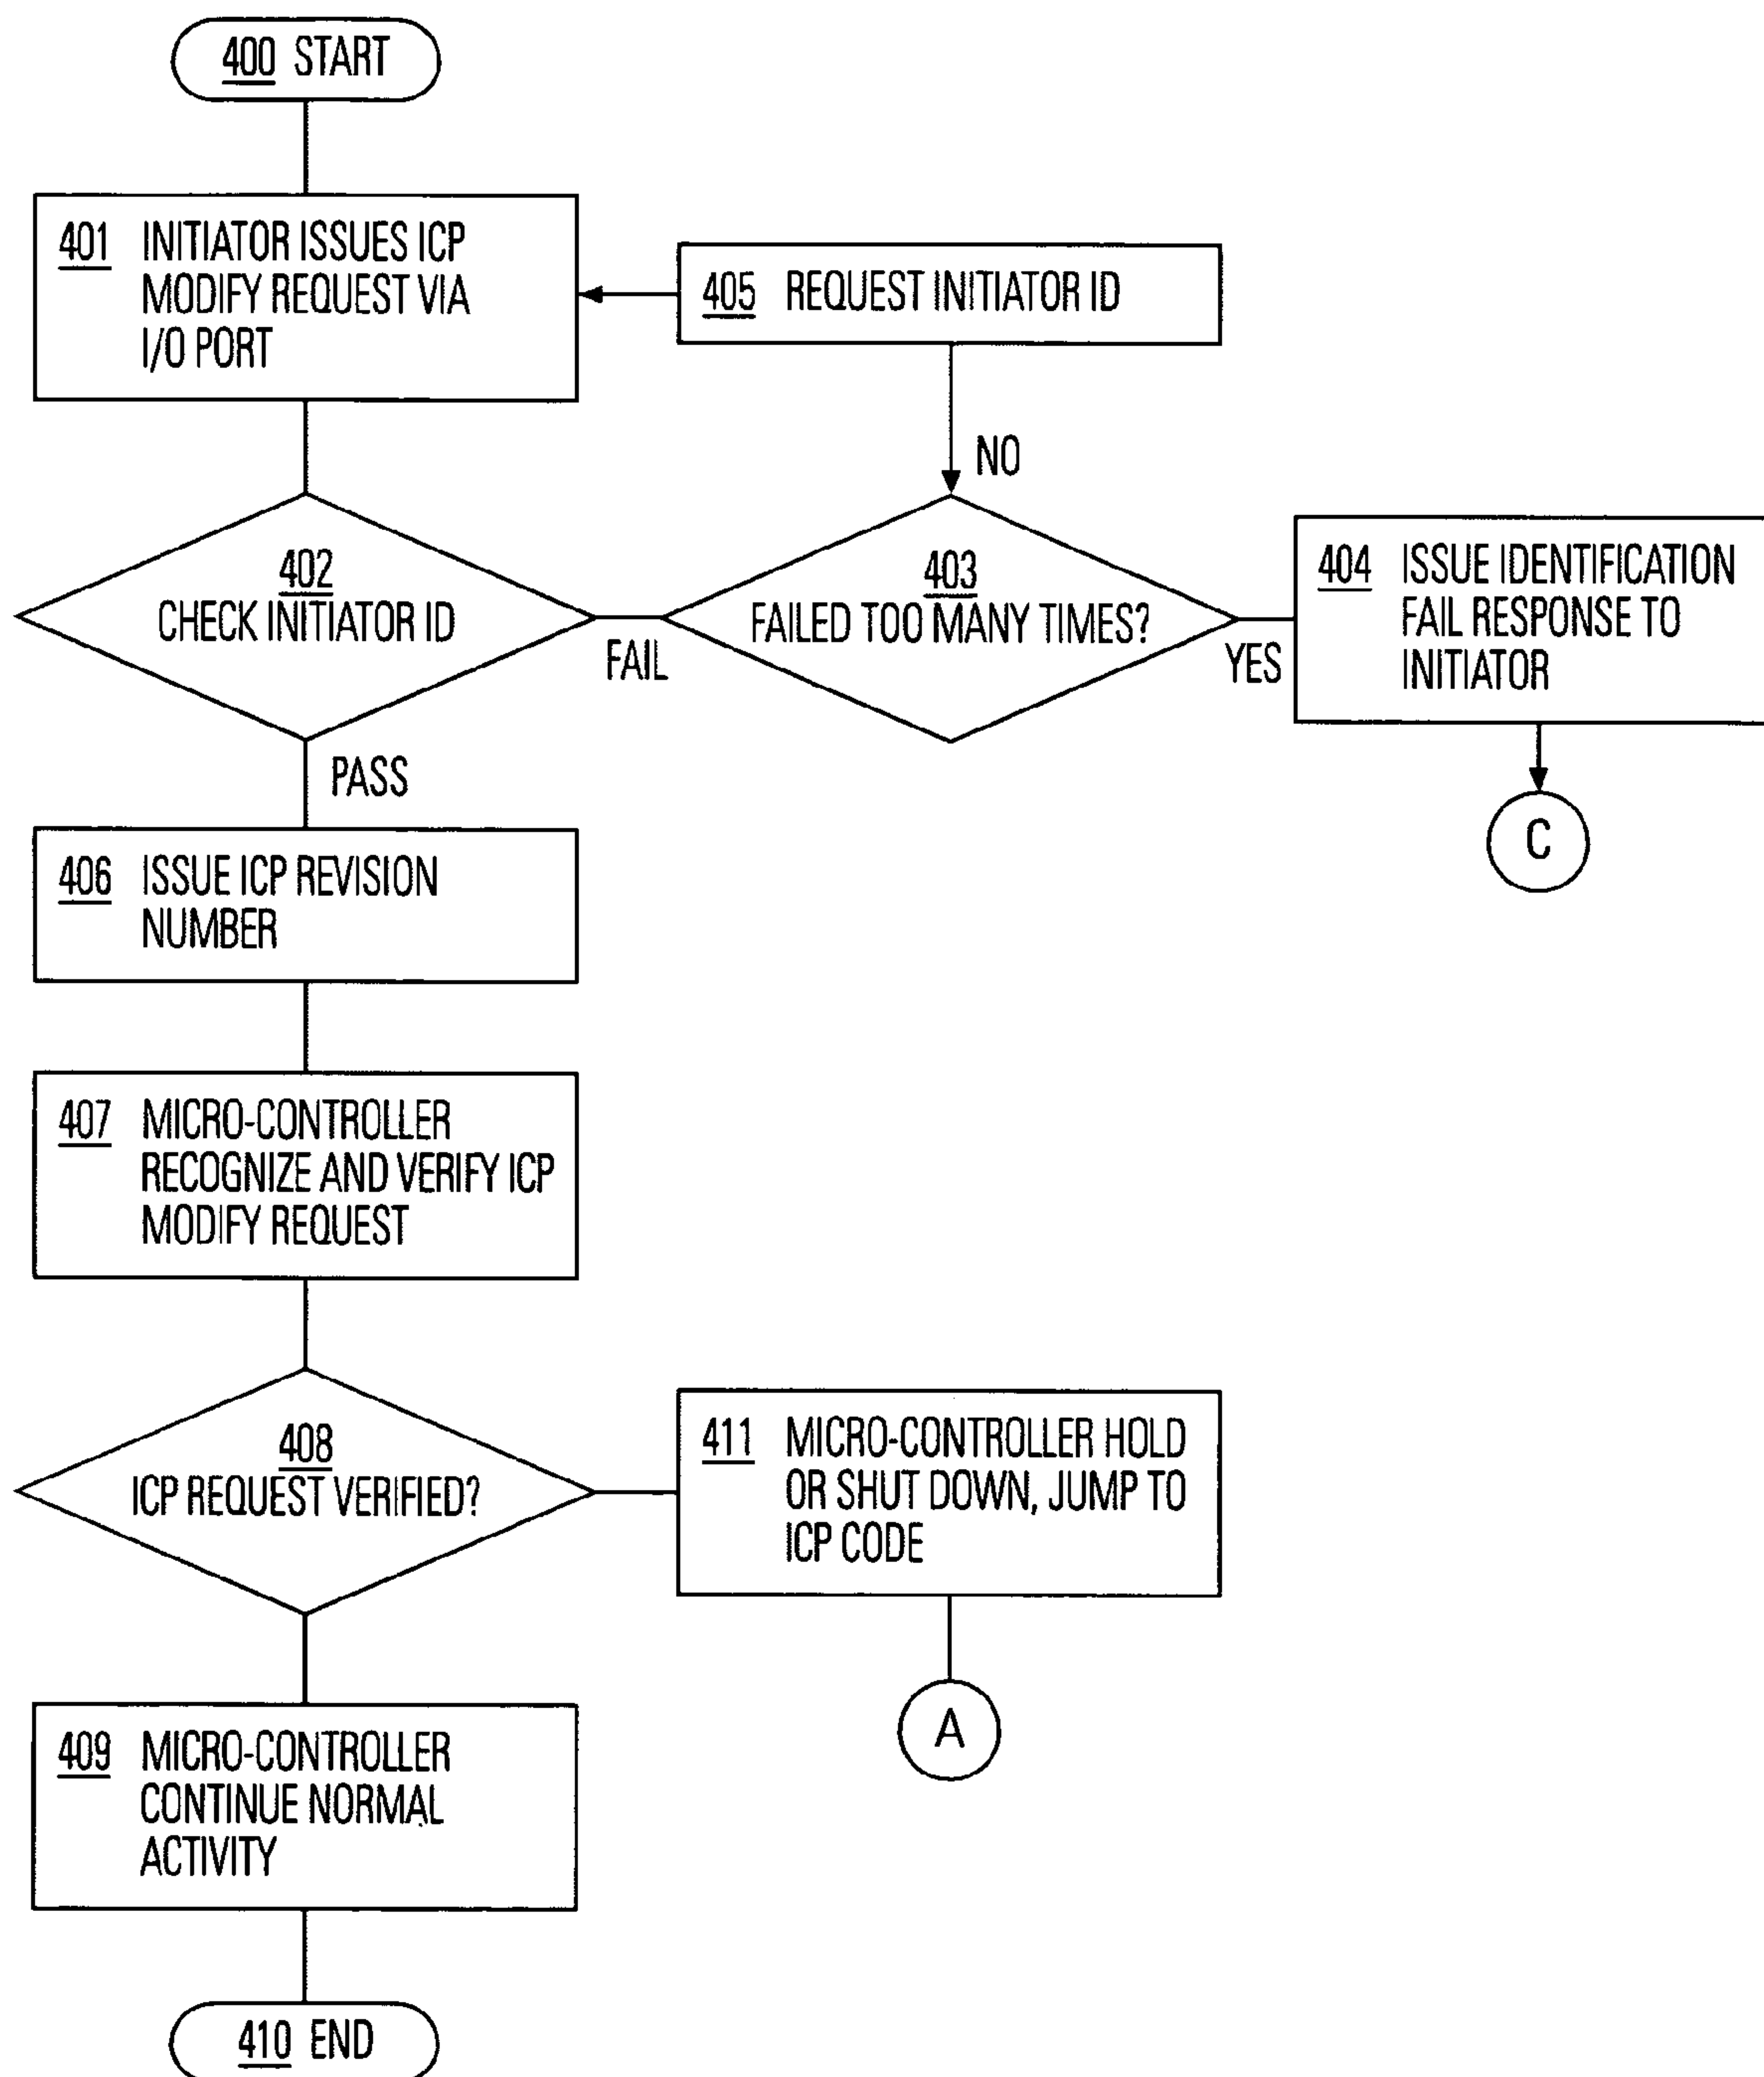 400 START
401 INITIATOR ISSUES ICP
MODIFY REQUEST VIA
I/O PORT
405 REQUEST INITIATOR ID
NO
402
CHECK INITIATOR ID
FAIL
403
FAILED TOO MANY TIMES?
YES
404 ISSUE IDENTIFICATION
FAIL RESPONSE TO
INITIATOR
C
PASS
406 ISSUE ICP REVISION
NUMBER
407 MICRO-CONTROLLER
RECOGNIZE AND VERIFY ICP
MODIFY REQUEST
408
ICP REQUEST VERIFIED?
411 MICRO-CONTROLLER HOLD
OR SHUT DOWN, JUMP TO
ICP CODE
A
409 MICRO-CONTROLLER
CONTINUE NORMAL
ACTIVITY
410 END